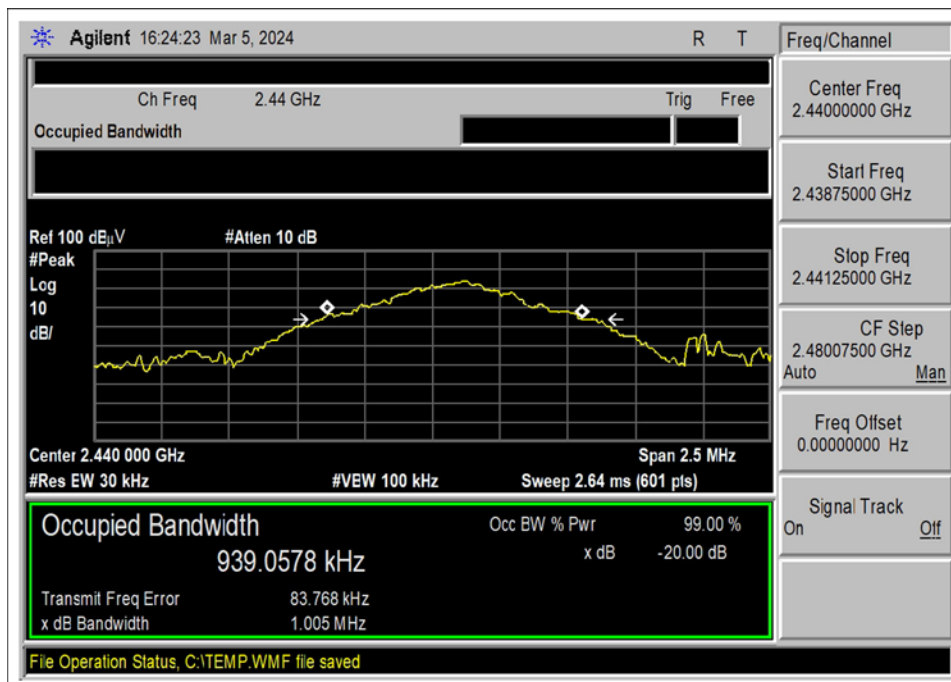 Agilent 16:24:23 Mar 5, 2024 R T Freq/Channel
Ch Freq 2.44 GHz Trig Free
Occupied Bandwidth
Center Freq
2.44000000 GHz
Start Freq
2.43875000 GHz
Stop Freq
2.44125000 GHz
CF Step
2.48007500 GHz
Auto Man
Freq Offset
0.00000000 Hz
Signal Track
On Off
Ref 100 dBµV #Atten 10 dB
#Peak
Log
10
dB/
Center 2.440 000 GHz Span 2.5 MHz
#Res BW 30 kHz #VBW 100 kHz Sweep 2.64 ms (601 pts)
Occupied Bandwidth Occ BW % Pwr 99.00 %
939.0578 kHz x dB -20.00 dB
Transmit Freq Error 83.768 kHz
x dB Bandwidth 1.005 MHz
File Operation Status, C:\TEMP.WMF file saved